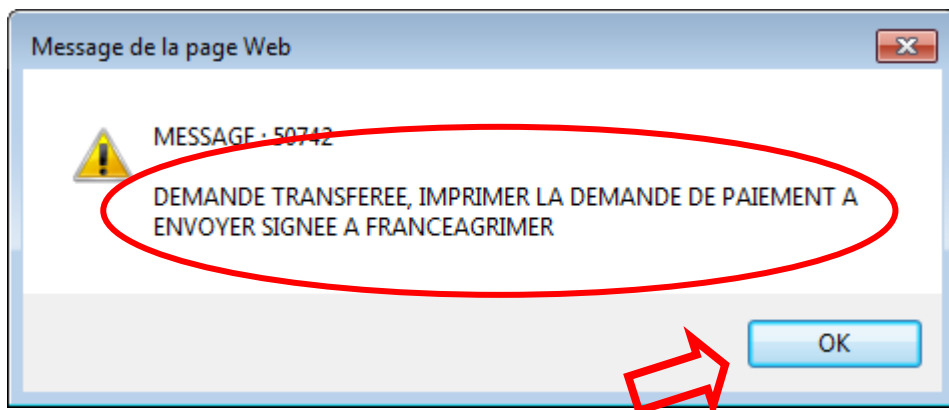 Message de la page Web
MESSAGE : 50742
DEMANDE TRANSFEREE, IMPRIMER LA DEMANDE DE PAIEMENT A
ENVOYER SIGNEE A FRANCEAGRIMER
OK